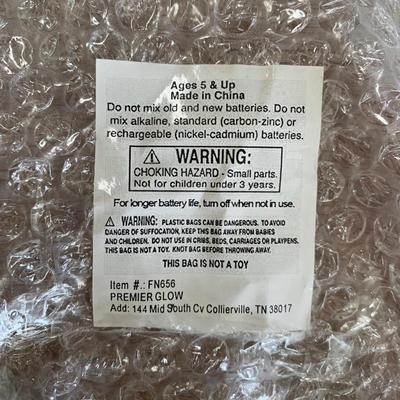 Ages 5 & Up
Made in China
Do not mix old and new batteries. Do not
mix alkaline, standard (carbon-zinc) or
rechargeable (nickel-cadmium) batteries.
WARNING:
CHOKING HAZARD - Small parts.
Not for children under 3 years.
For longer battery life, turn off when not in use.
WARNING: PLASTIC BAGS CAN BE DANGEROUS. TO AVOID
DANGER OF SUFFOCATION, KEEP THIS BAG AWAY FROM BABIES
AND CHILDREN. DO NOT USE IN CRIBS, BEDS, CARRIAGES OR PLAYPENS.
THIS BAG IS NOT A TOY. KNOT BAG BEFORE THROWING AWAY.
THIS BAG IS NOT A TOY
Item #.: FN656
PREMIER GLOW
Add: 144 Mid South Cv Collierville, TN 38017